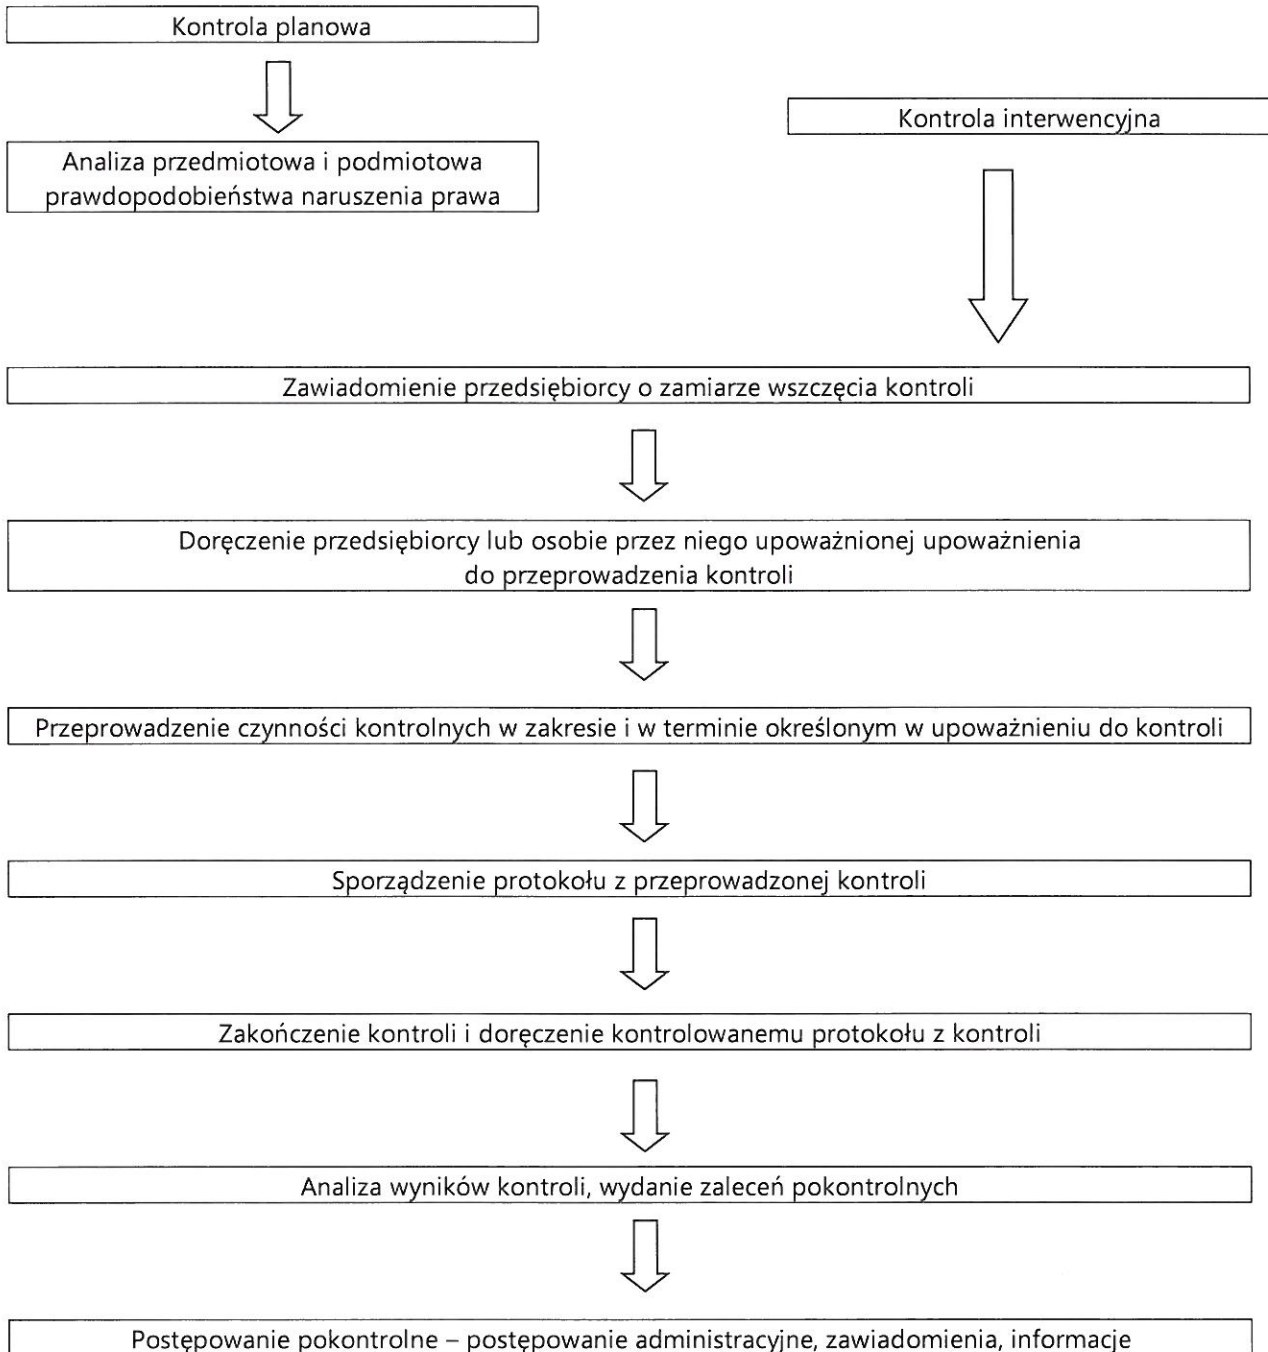 Kontrola planowa
Kontrola interwencyjna
Analiza przedmiotowa i podmiotowa
prawdopodobieństwa naruszenia prawa
Zawiadomienie przedsiębiorcy o zamiarze wszczęcia kontroli
Doręczenie przedsiębiorcy lub osobie przez niego upoważnionej upoważnienia
do przeprowadzenia kontroli
Przeprowadzenie czynności kontrolnych w zakresie i w terminie określonym w upoważnieniu do kontroli
Sporządzenie protokołu z przeprowadzonej kontroli
Zakończenie kontroli i doręczenie kontrolowanemu protokołu z kontroli
Analiza wyników kontroli, wydanie zaleceń pokontrolnych
Postępowanie pokontrolne – postępowanie administracyjne, zawiadomienia, informacje